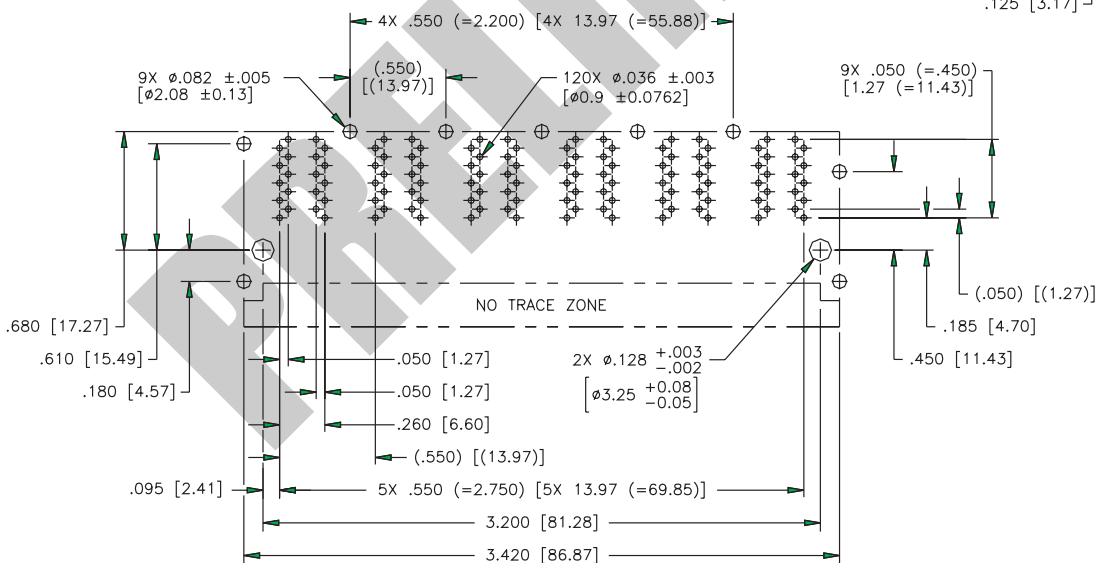 .125 [3.17]
4X .550 (=2.200) [4X 13.97 (=55.88)]
9X ø.082 ±.005
[ø2.08 ±0.13]
(.550)
[(13.97)]
120X ø.036 ±.003
[ø0.9 ±0.0762]
9X .050 (=.450)
[1.27 (=11.43)]
NO TRACE ZONE
(.050) [(1.27)]
.680 [17.27]
.185 [4.70]
.610 [15.49]
.050 [1.27]
2X ø.128 +.003
-.002
.450 [11.43]
.180 [4.57]
.050 [1.27]
[ø3.25 +0.08
-0.05]
.260 [6.60]
(.550) [(13.97)]
.095 [2.41]
5X .550 (=2.750) [5X 13.97 (=69.85)]
3.200 [81.28]
3.420 [86.87]
PRELI